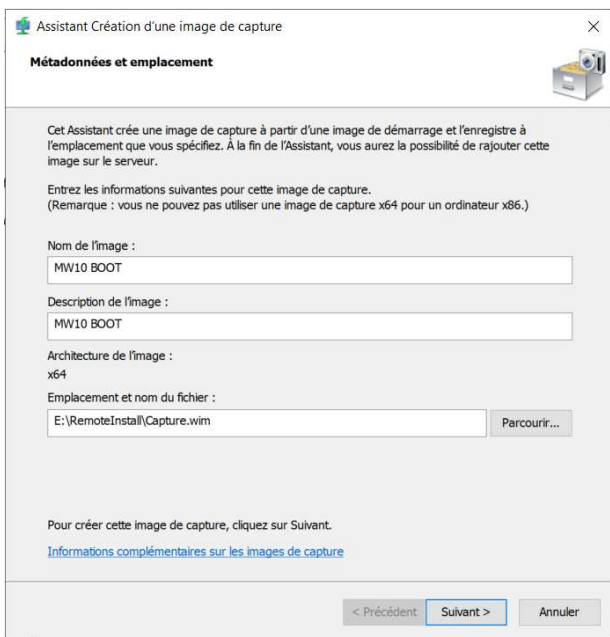 Assistant Création d'une image de capture
Métadonnées et emplacement
Cet Assistant crée une image de capture à partir d'une image de démarrage et l'enregistre à
l'emplacement que vous spécifiez. À la fin de l'Assistant, vous aurez la possibilité de rajouter cette
image sur le serveur.
Entrez les informations suivantes pour cette image de capture.
(Remarque : vous ne pouvez pas utiliser une image de capture x64 pour un ordinateur x86.)
Nom de l'image :
MW10 BOOT
Description de l'image :
MW10 BOOT
Architecture de l'image :
x64
Emplacement et nom du fichier :
E:\RemoteInstall\Capture.wim
Parcourir...
Pour créer cette image de capture, cliquez sur Suivant.
Informations complémentaires sur les images de capture
< Précédent Suivant > Annuler